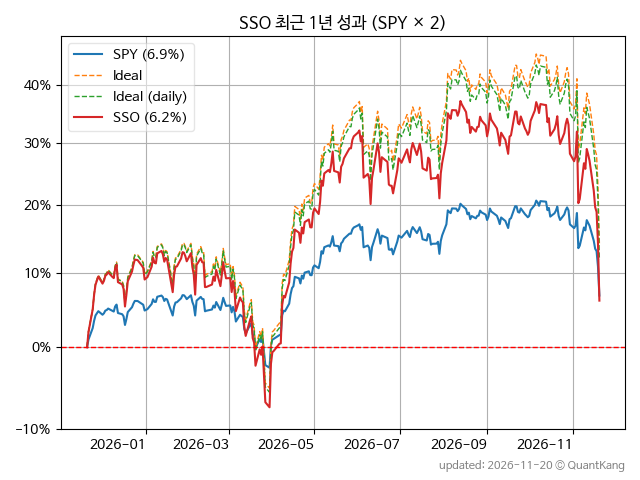 SSO 최근 1년 성과 (SPY × 2)
SPY (6.9%)
Ideal
Ideal (daily)
SSO (6.2%)
40%
30%
20%
10%
0%
−10%
2026-01
2026-03
2026-05
2026-07
2026-09
2026-11
updated: 2026-11-20 © QuantKang